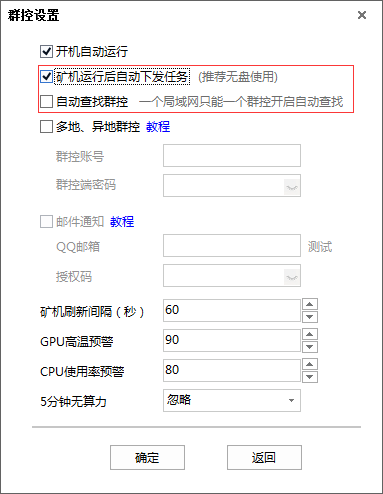 群控设置
开机自动运行
矿机运行后自动下发任务 (推荐无盘使用)
自动查找群控 一个局域网只能一个群控开启自动查找
多地、异地群控 教程
群控账号
群控端密码
邮件通知 教程
QQ邮箱 测试
授权码
矿机刷新间隔（秒） 60
GPU高温预警 90
CPU使用率预警 80
5分钟无算力 忽略
确定 返回